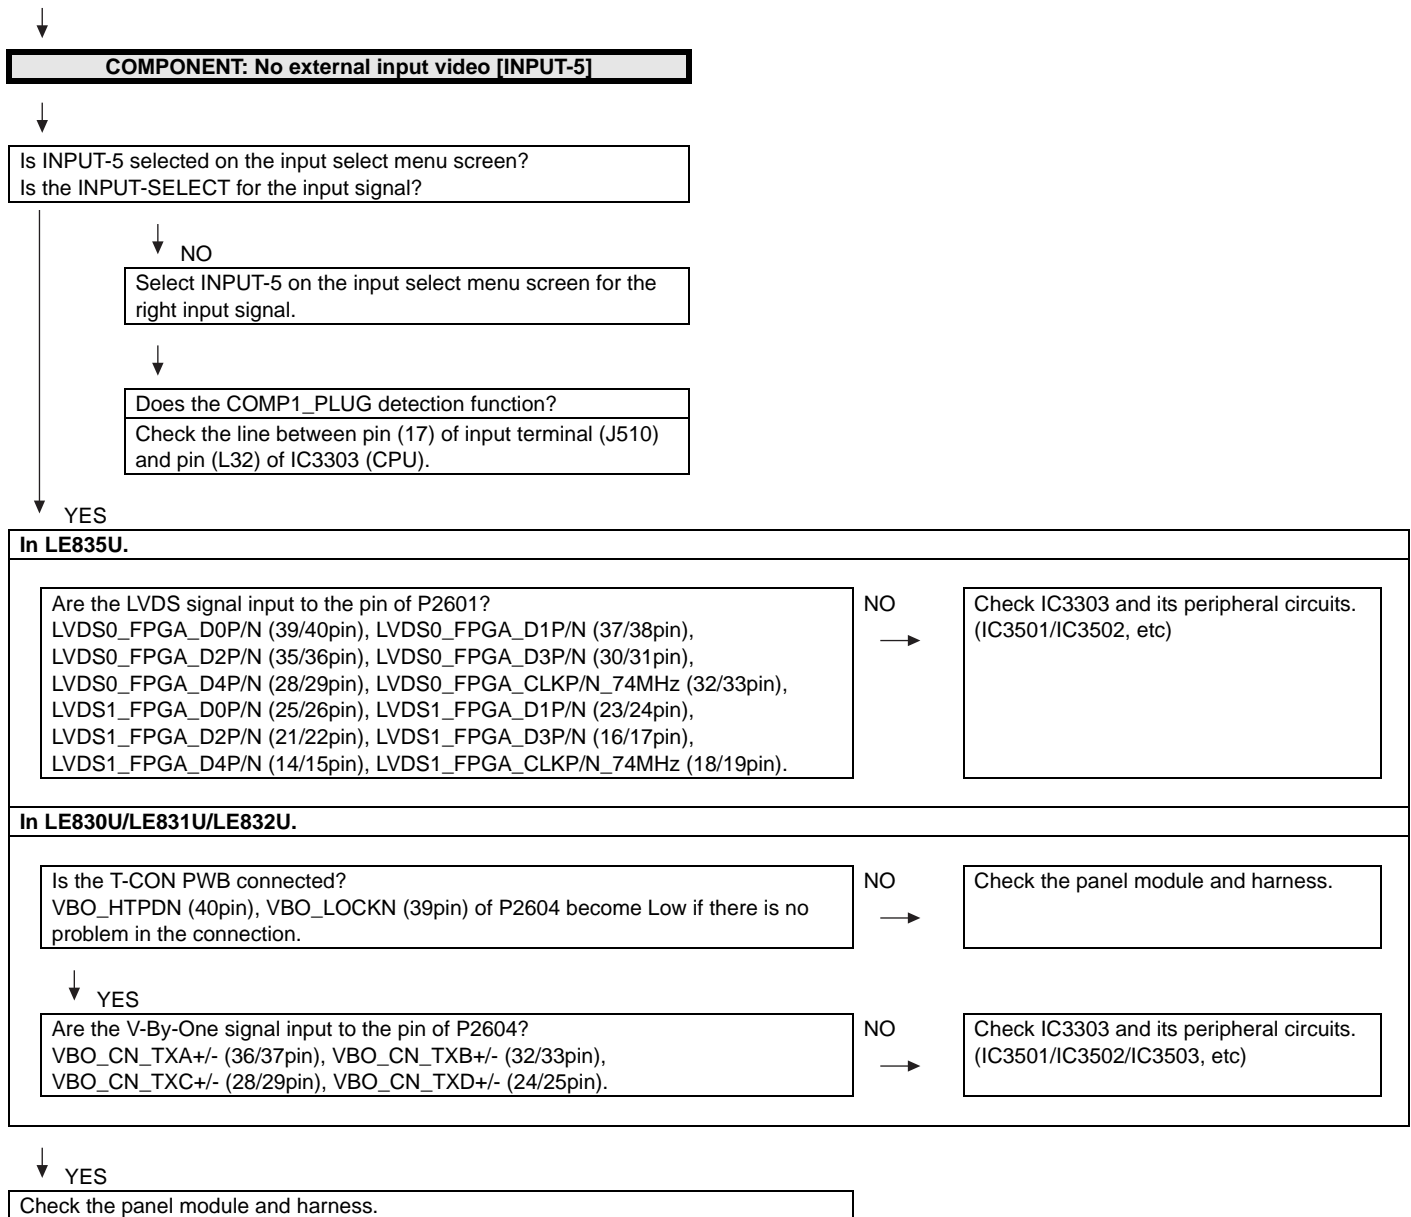 COMPONENT: No external input video [INPUT-5]
Is INPUT-5 selected on the input select menu screen?
Is the INPUT-SELECT for the input signal?
NO
Select INPUT-5 on the input select menu screen for the
right input signal.
Does the COMP1_PLUG detection function?
Check the line between pin (17) of input terminal (J510)
and pin (L32) of IC3303 (CPU).
YES
In LE835U.
Are the LVDS signal input to the pin of P2601?
LVDS0_FPGA_D0P/N (39/40pin), LVDS0_FPGA_D1P/N (37/38pin),
LVDS0_FPGA_D2P/N (35/36pin), LVDS0_FPGA_D3P/N (30/31pin),
LVDS0_FPGA_D4P/N (28/29pin), LVDS0_FPGA_CLKP/N_74MHz (32/33pin),
LVDS1_FPGA_D0P/N (25/26pin), LVDS1_FPGA_D1P/N (23/24pin),
LVDS1_FPGA_D2P/N (21/22pin), LVDS1_FPGA_D3P/N (16/17pin),
LVDS1_FPGA_D4P/N (14/15pin), LVDS1_FPGA_CLKP/N_74MHz (18/19pin).
NO
Check IC3303 and its peripheral circuits.
(IC3501/IC3502, etc)
In LE830U/LE831U/LE832U.
Is the T-CON PWB connected?
VBO_HTPDN (40pin), VBO_LOCKN (39pin) of P2604 become Low if there is no
problem in the connection.
NO
Check the panel module and harness.
YES
Are the V-By-One signal input to the pin of P2604?
VBO_CN_TXA+/- (36/37pin), VBO_CN_TXB+/- (32/33pin),
VBO_CN_TXC+/- (28/29pin), VBO_CN_TXD+/- (24/25pin).
NO
Check IC3303 and its peripheral circuits.
(IC3501/IC3502/IC3503, etc)
YES
Check the panel module and harness.